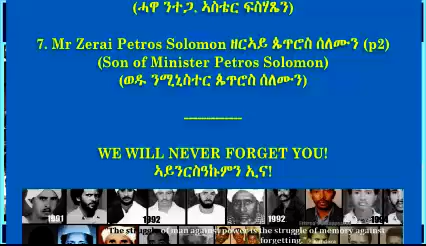 (ሓዋ ንተጋ. ኣስቴር ፍስሃጼን)
7. Mr Zerai Petros Solomon ዘርኣይ ጴጥሮስ ሰለሙን (p2)
(Son of Minister Petros Solomon)
(ወዱ ንሚኒስተር ጴጥሮስ ሰለሙን)
---------------
WE WILL NEVER FORGET YOU!
ኣይንርስዓኩምን ኢና!
1991 1992 1992
"The struggle of man against power is the struggle of memory against
forgetting.